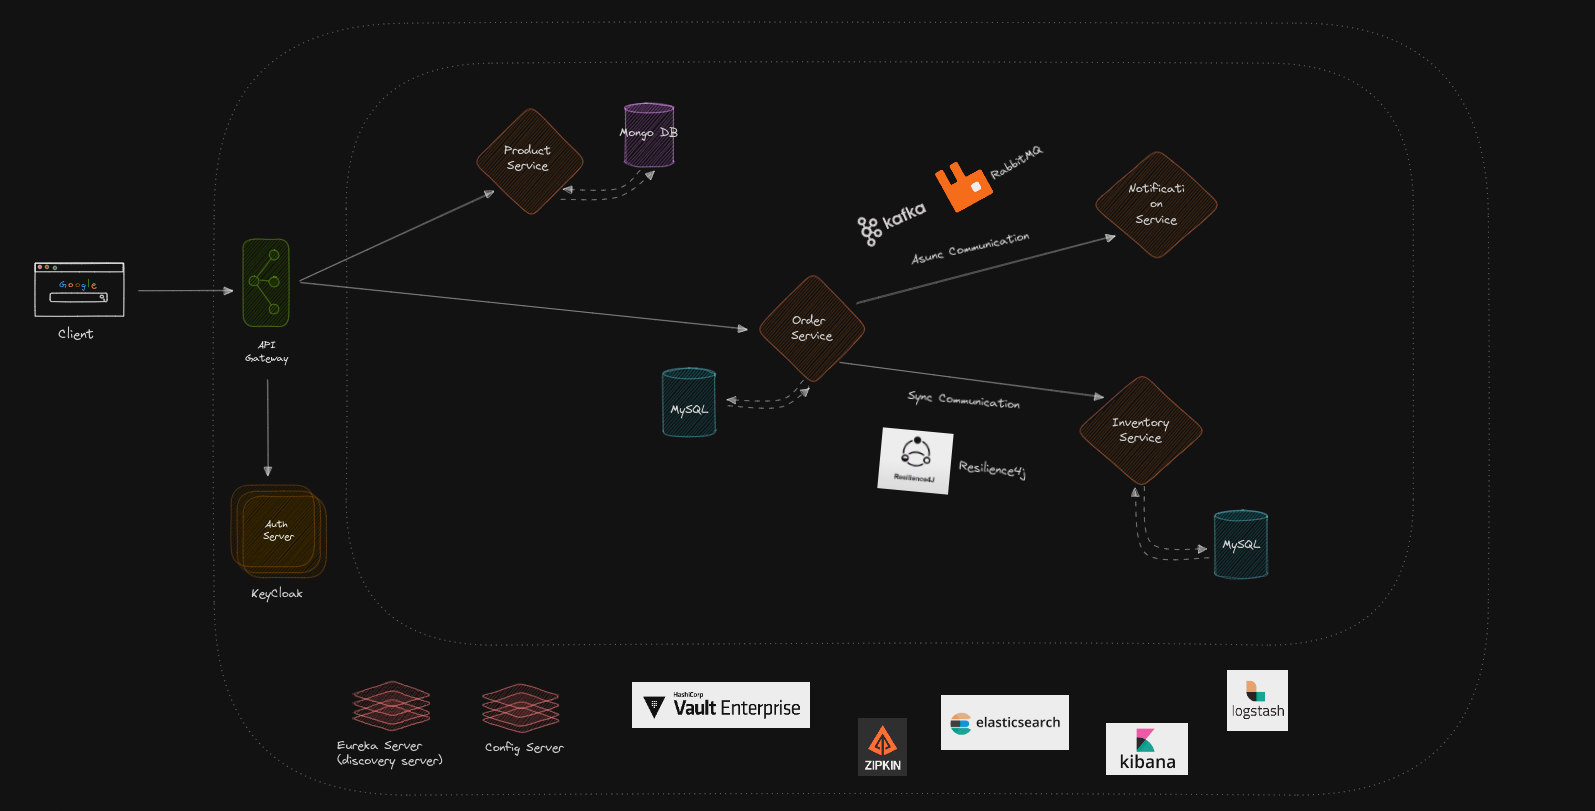 Product
Service
Mongo DB
RabbitMQ
kafka
Notificati
on
Service
Async Communication
Google
Client
API
Gateway
Order
Service
MySQL
Sync Communication
Resilience4J
Resilience4j
Inventory
Service
Auth
Server
KeyCloak
MySQL
Eureka Server
(discovery server)
Config Server
HashiCorp
Vault Enterprise
ZIPKIN
elasticsearch
kibana
logstash